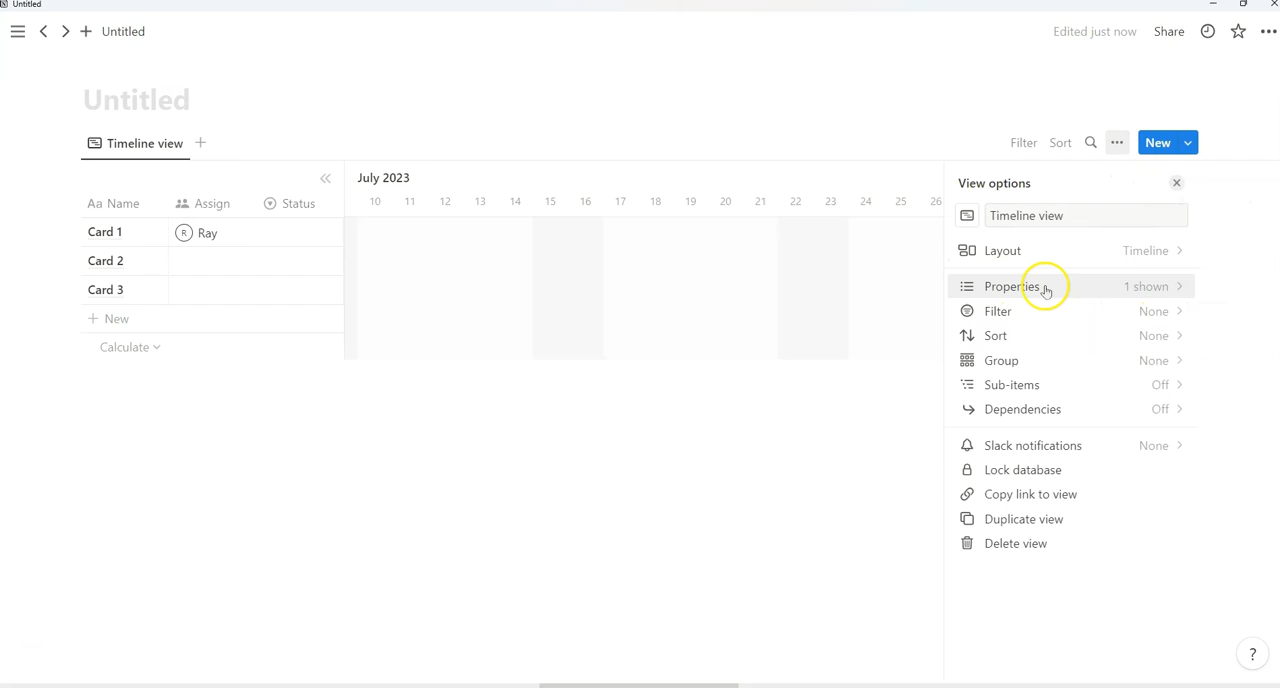 Untitled
Untitled
Edited just now
Share
Untitled
Timeline view
Filter
Sort
New
July 2023
10 11 12 13 14 15 16 17 18 19 20 21 22 23 24 25 26
Aa Name
Assign
Status
Card 1
R Ray
Card 2
Card 3
New
Calculate
View options
Timeline view
Layout Timeline
Properties 1 shown
Filter None
Sort None
Group None
Sub-items Off
Dependencies Off
Slack notifications None
Lock database
Copy link to view
Duplicate view
Delete view
?